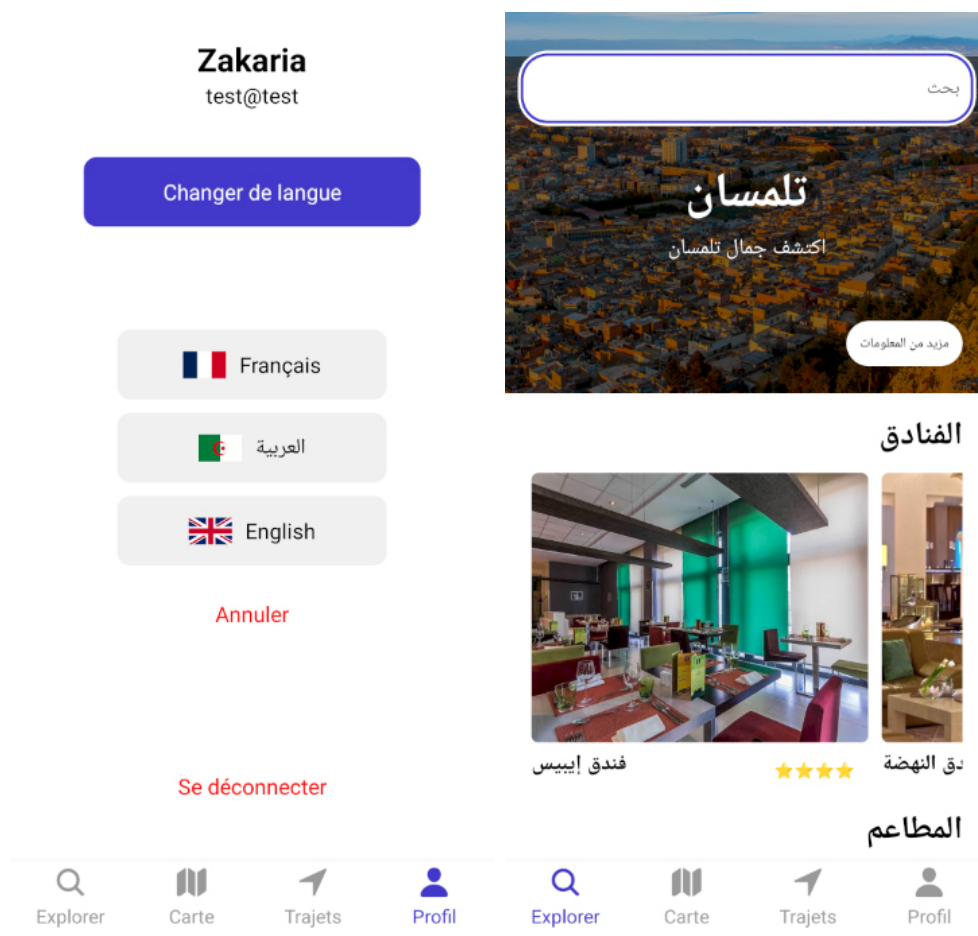 Zakaria
test@test
Changer de langue
Français
العربية
English
Annuler
Se déconnecter
Explorer
Carte
Trajets
Profil
بحث
تلمسان
اكتشف جمال تلمسان
مزيد من المعلومات
الفنادق
فندق إيبيس
دق النهضة
المطاعم
Explorer
Carte
Trajets
Profil